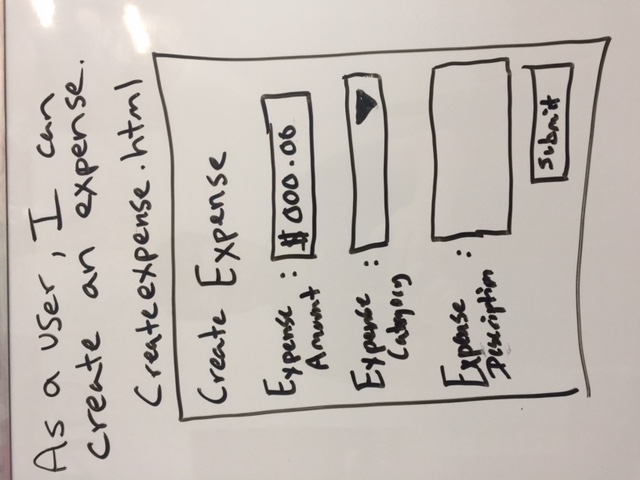 As a user, I can
create an expense.
Createexpense.html
Create Expense
Expense
Amount : $ 000.00
Expense
Category :
Expense
Description :
Submit